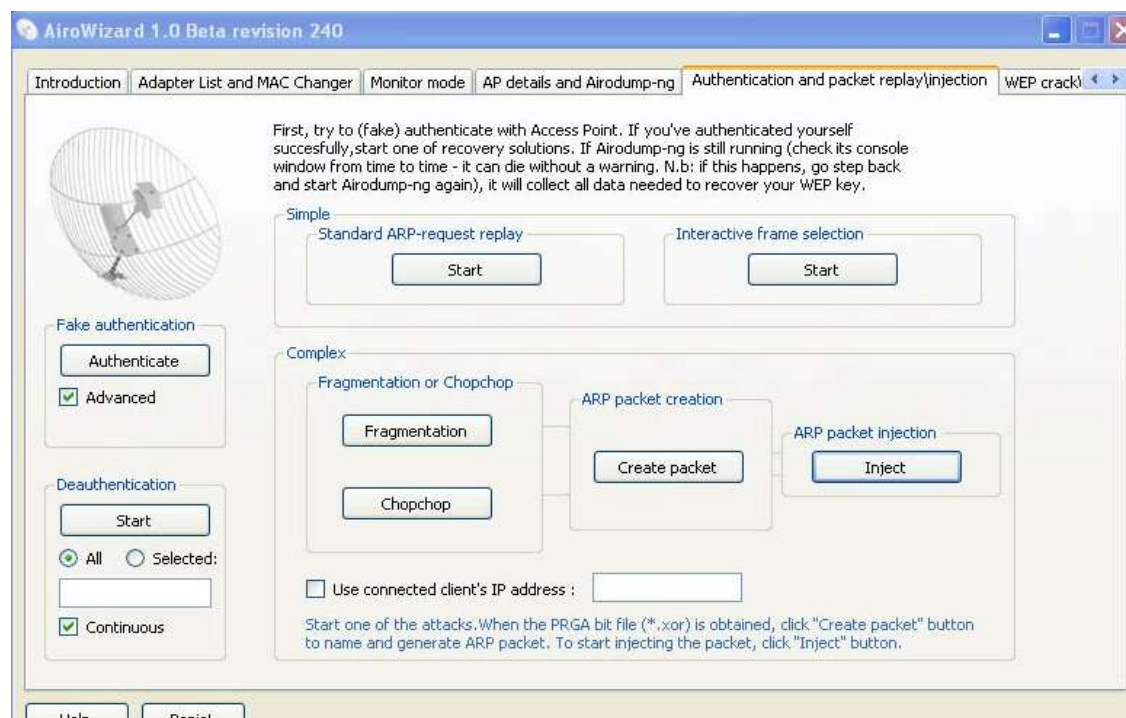 AiroWizard 1.0 Beta revision 240
Introduction
Adapter List and MAC Changer
Monitor mode
AP details and Airodump-ng
Authentication and packet replay\injection
WEP crack\
First, try to (fake) authenticate with Access Point. If you've authenticated yourself
succesfully,start one of recovery solutions. If Airodump-ng is still running (check its console
window from time to time - it can die without a warning. N.b: if this happens, go step back
and start Airodump-ng again), it will collect all data needed to recover your WEP key.
Simple
Standard ARP-request replay
Start
Interactive frame selection
Start
Fake authentication
Authenticate
Advanced
Deauthentication
Start
All
Selected:
Continuous
Complex
Fragmentation or Chopchop
Fragmentation
Chopchop
ARP packet creation
Create packet
ARP packet injection
Inject
Use connected client's IP address :
Start one of the attacks.When the PRGA bit file (*.xor) is obtained, click "Create packet" button
to name and generate ARP packet. To start injecting the packet, click "Inject" button.
Help